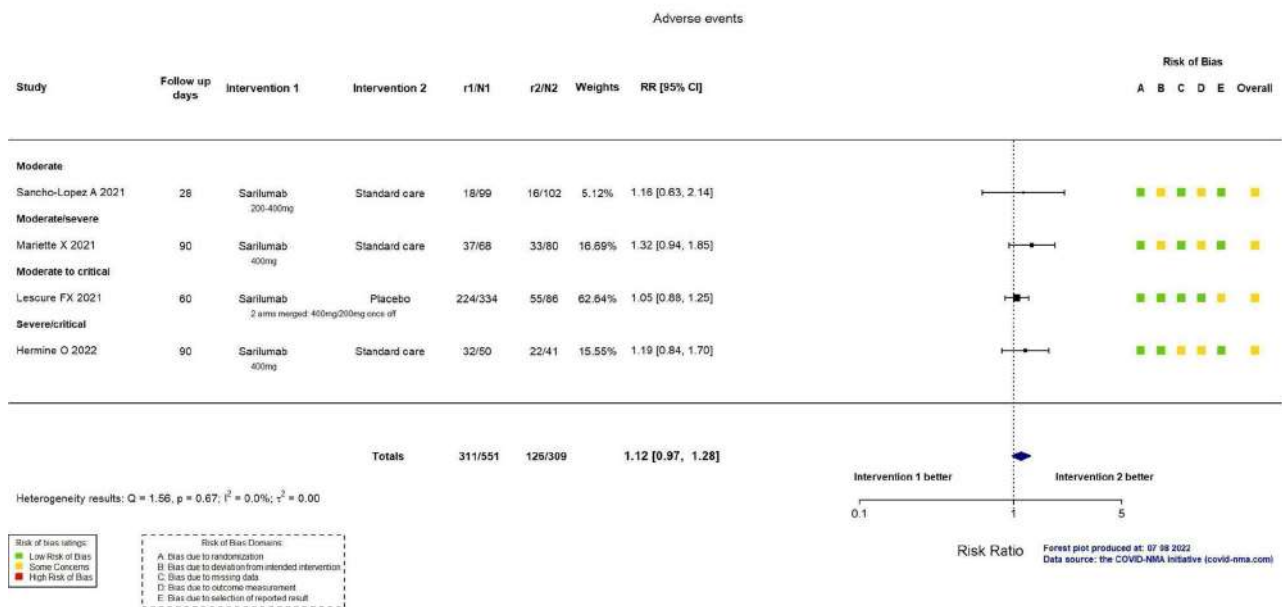 Adverse events
Risk of Bias
Study Follow up days Intervention 1 Intervention 2 r1/N1 r2/N2 Weights RR [95% CI] A B C D E Overall
Moderate
Sancho-Lopez A 2021 28 Sarilumab Standard care 18/99 16/102 5.12% 1.16 [0.63, 2.14]
200-400mg
Moderate/severe
Mariette X 2021 90 Sarilumab Standard care 37/68 33/80 16.69% 1.32 [0.94, 1.85]
400mg
Moderate to critical
Lescure FX 2021 60 Sarilumab Placebo 224/334 55/86 62.64% 1.05 [0.88, 1.25]
2 arms merged: 400mg/200mg once off
Severe/critical
Hermine O 2022 90 Sarilumab Standard care 32/50 22/41 15.55% 1.19 [0.84, 1.70]
400mg
Totals 311/551 126/309 1.12 [0.97, 1.28]
Intervention 1 better Intervention 2 better
Heterogeneity results: Q = 1.56, p = 0.67; I² = 0.0%; τ² = 0.00
0.1 1 5
Risk Ratio
Forest plot produced at: 07 08 2022
Data source: the COVID-NMA initiative (covid-nma.com)
Risk of bias ratings:
Low Risk of Bias
Some Concerns
High Risk of Bias
Risk of Bias Domains:
A: Bias due to randomization
B: Bias due to deviation from intended intervention
C: Bias due to missing data
D: Bias due to outcome measurement
E: Bias due to selection of reported result